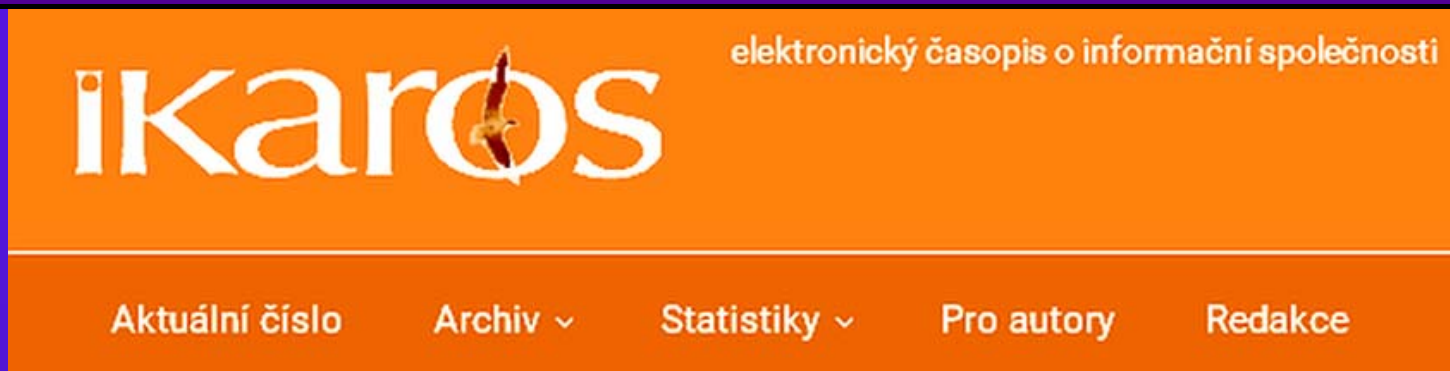 elektronický časopis o informační společnosti
ikaros
Aktuální číslo Archiv Statistiky Pro autory Redakce